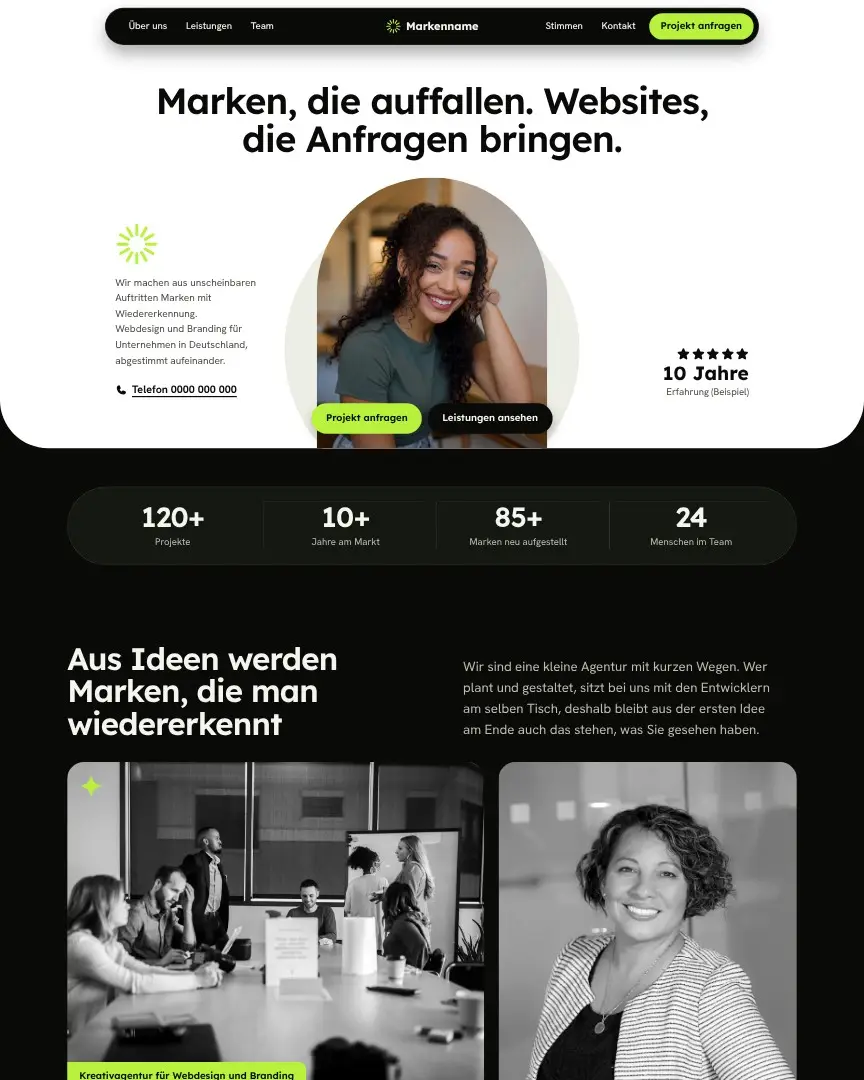 Über uns
Leistungen
Team
Markenname
Stimmen
Kontakt
Projekt anfragen
Marken, die auffallen. Websites,
die Anfragen bringen.
Wir machen aus unscheinbaren
Auftritten Marken mit
Wiedererkennung.
Webdesign und Branding für
Unternehmen in Deutschland,
abgestimmt aufeinander.
Telefon 0000 000 000
Projekt anfragen
Leistungen ansehen
10 Jahre
Erfahrung (Beispiel)
120+
Projekte
10+
Jahre am Markt
85+
Marken neu aufgestellt
24
Menschen im Team
Aus Ideen werden
Marken, die man
wiedererkennt
Wir sind eine kleine Agentur mit kurzen Wegen. Wer
plant und gestaltet, sitzt bei uns mit den Entwicklern
am selben Tisch, deshalb bleibt aus der ersten Idee
am Ende auch das stehen, was Sie gesehen haben.
Kreativagentur für Webdesign und Branding